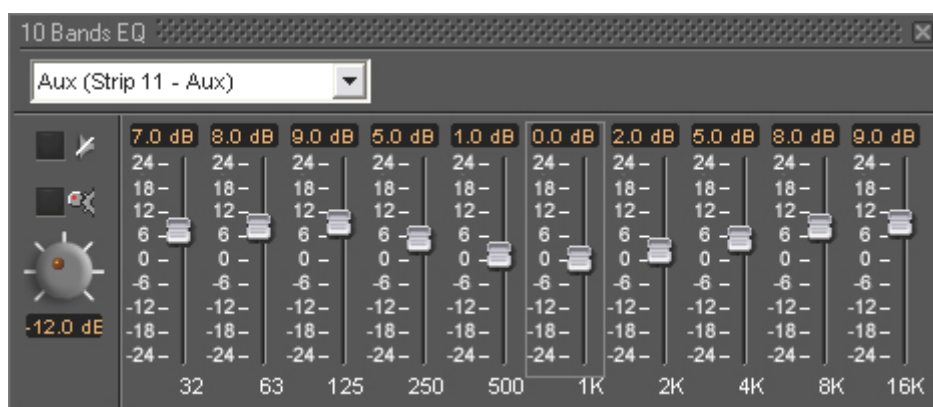 10 Bands EQ
Aux (Strip 11 - Aux)
7.0 dB 8.0 dB 9.0 dB 5.0 dB 1.0 dB 0.0 dB 2.0 dB 5.0 dB 8.0 dB 9.0 dB
24 24 24 24 24 24 24 24 24 24
18 18 18 18 18 18 18 18 18 18
12 12 12 12 12 12 12 12 12 12
6 6 6 6 6 6 6 6 6 6
0 0 0 0 0 0 0 0 0 0
-6 -6 -6 -6 -6 -6 -6 -6 -6 -6
-12 -12 -12 -12 -12 -12 -12 -12 -12 -12
-12.0 dB -18 -18 -18 -18 -18 -18 -18 -18 -18 -18
-24 -24 -24 -24 -24 -24 -24 -24 -24 -24
32 63 125 250 500 1K 2K 4K 8K 16K